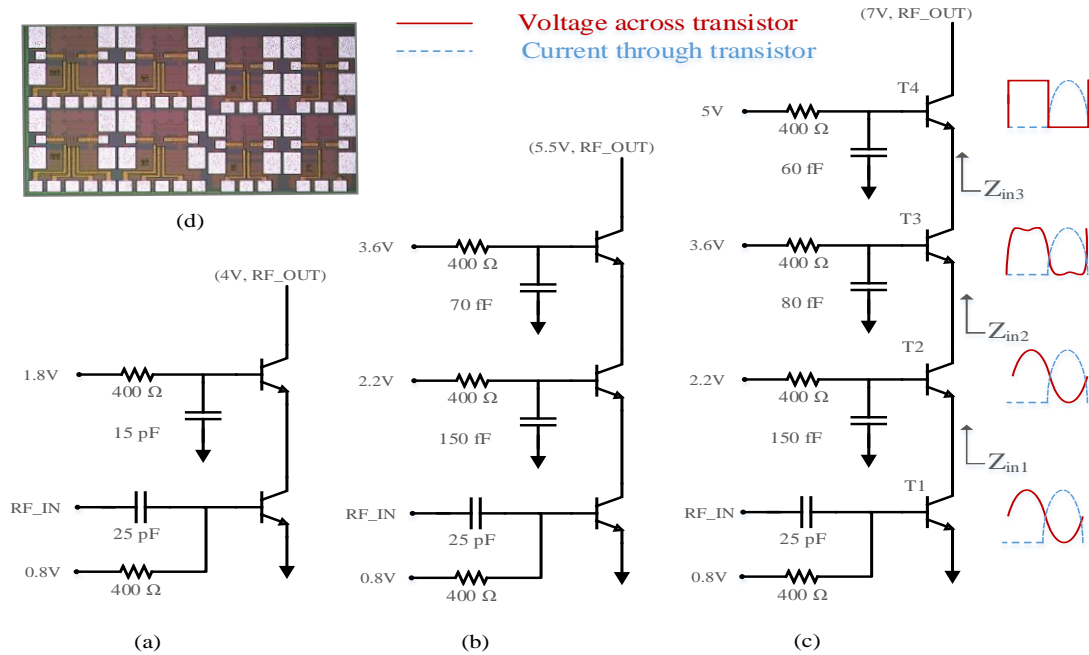 Voltage across transistor
Current through transistor
(d)
(4V, RF_OUT)
1.8V
400 Ω
15 pF
RF_IN
25 pF
0.8V
400 Ω
(a)
(5.5V, RF_OUT)
3.6V
400 Ω
70 fF
2.2V
400 Ω
150 fF
RF_IN
25 pF
0.8V
400 Ω
(b)
(7V, RF_OUT)
T4
5V
400 Ω
60 fF
Zin3
T3
3.6V
400 Ω
80 fF
Zin2
T2
2.2V
400 Ω
150 fF
Zin1
T1
RF_IN
25 pF
0.8V
400 Ω
(c)